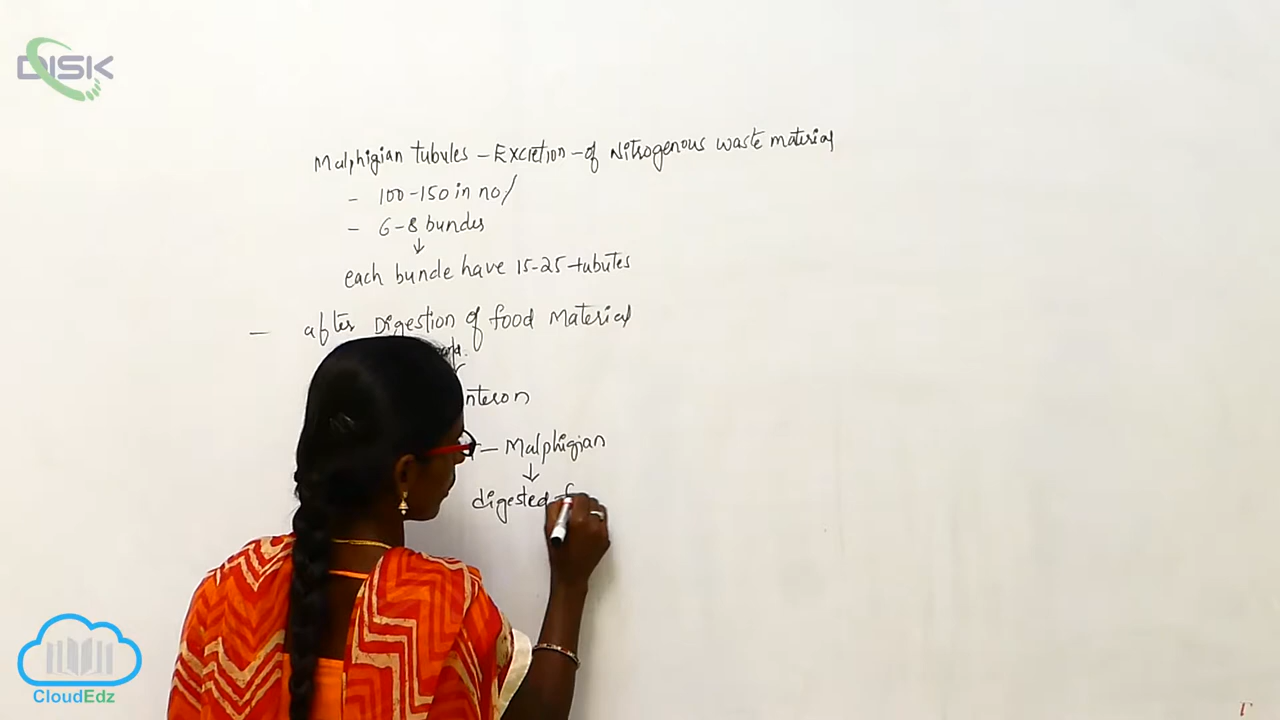 DISK
Malphigian tubules - Excretion - of Nitrogenous waste material
- 100-150 in no/
- 6-8 bundes
↓
each bunde have 15-25 tubutes
- after Digestion of food Material
nteron
- Malphigian
↓
digested
CloudEdz